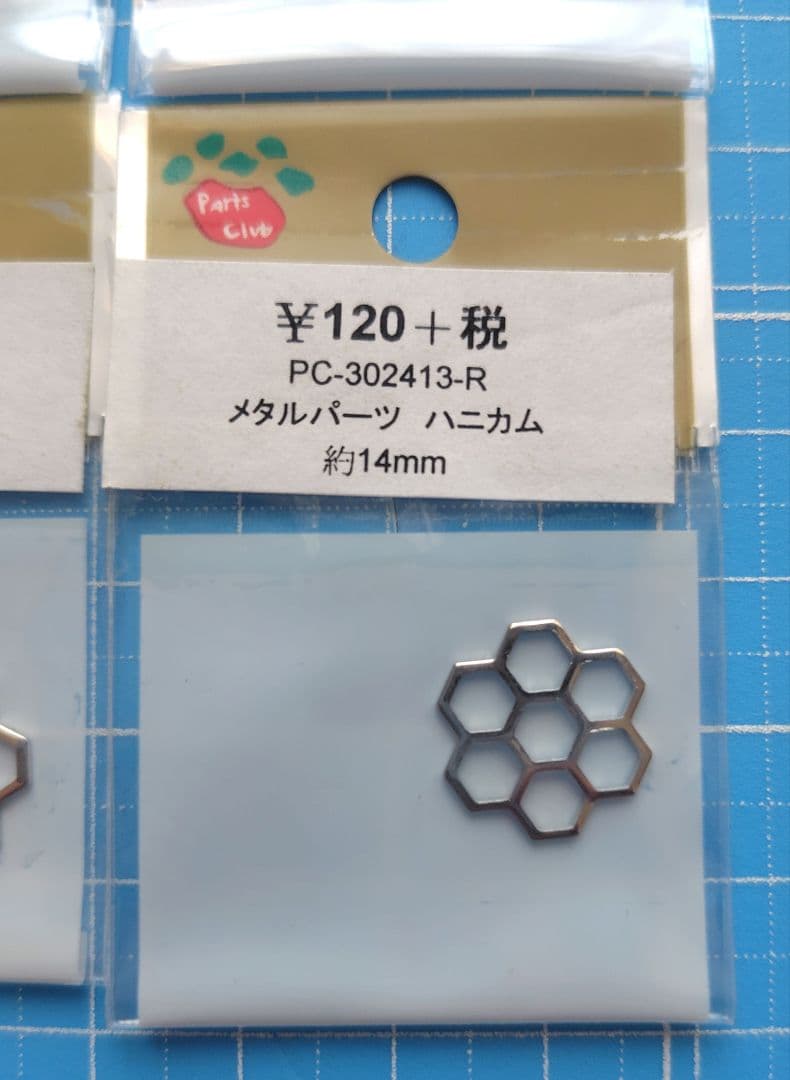 Parts
Club
¥120＋税
PC-302413-R
メタルパーツ ハニカム
約14mm